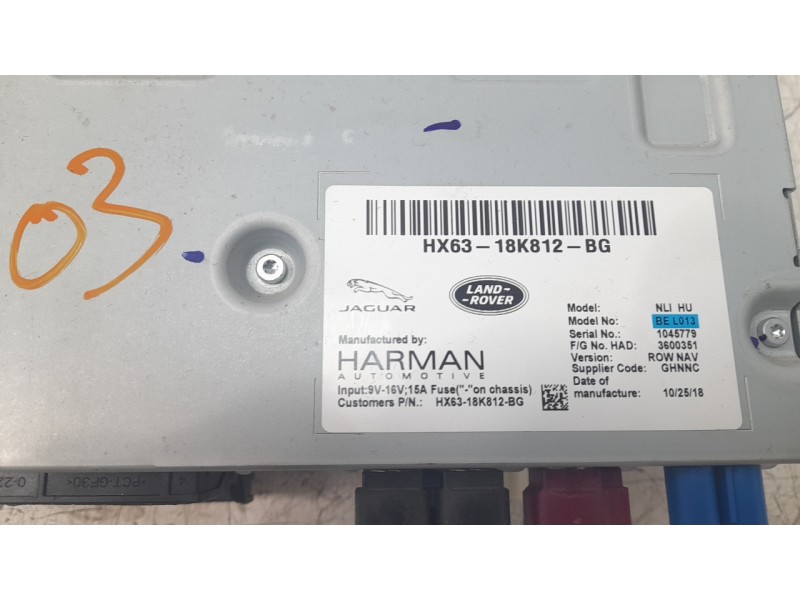 03
HX63-18K812-BG
JAGUAR
LAND-
ROVER
Manufactured by:
HARMAN
AUTOMOTIVE
Input:9V-16V;15A Fuse("-"on chassis)
Customers P/N.: HX63-18K812-BG
Model: NLI HU
Model No: BE L013
Serial No.: 1045779
F/G No. HAD: 3600351
Version: ROW NAV
Supplier Code: GHNNC
Date of
manufacture: 10/25/18
>PCT-GF30<